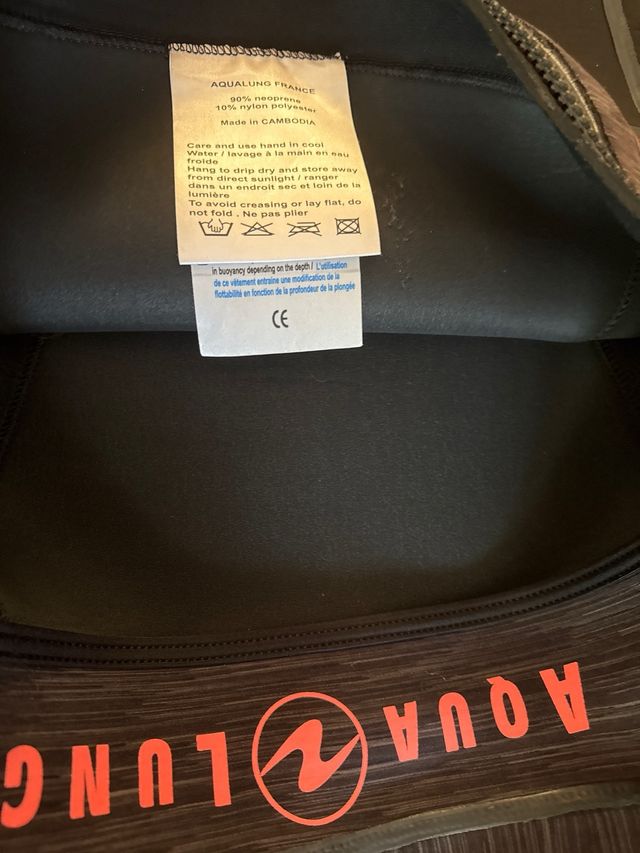 AQUALUNG FRANCE
90% neoprene
10% nylon polyester
Made in CAMBODIA
Care and use hand in cool
Water / lavage à la main en eau
froide
Hang to drip dry and store away
from direct sunlight / ranger
dans un endroit sec et loin de la
lumière
To avoid creasing or lay flat, do
not fold . Ne pas plier
in buoyancy depending on the depth / L'utilisation
de ce vêtement entraine une modification de la
flottabilité en fonction de la profondeur de la plongée
CE
AQUA LUNG